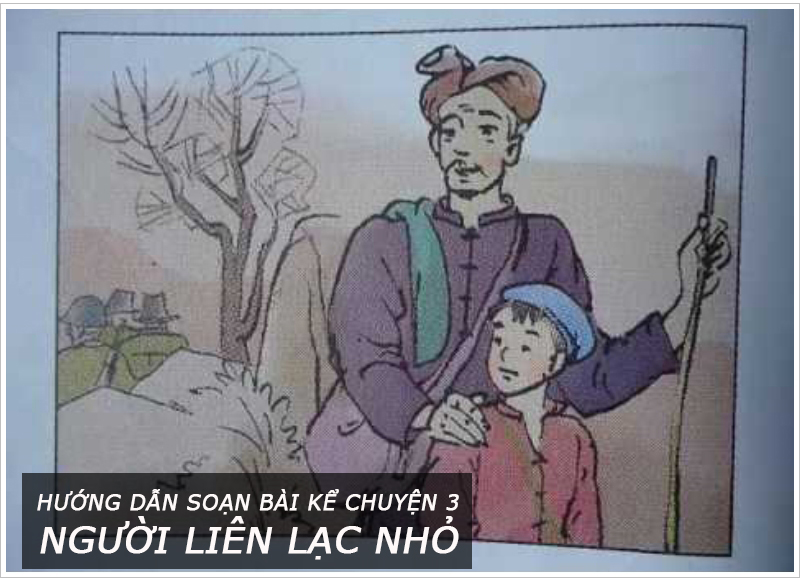 HƯỚNG DẪN SOẠN BÀI KỂ CHUYỆN 3
NGƯỜI LIÊN LẠC NHỎ